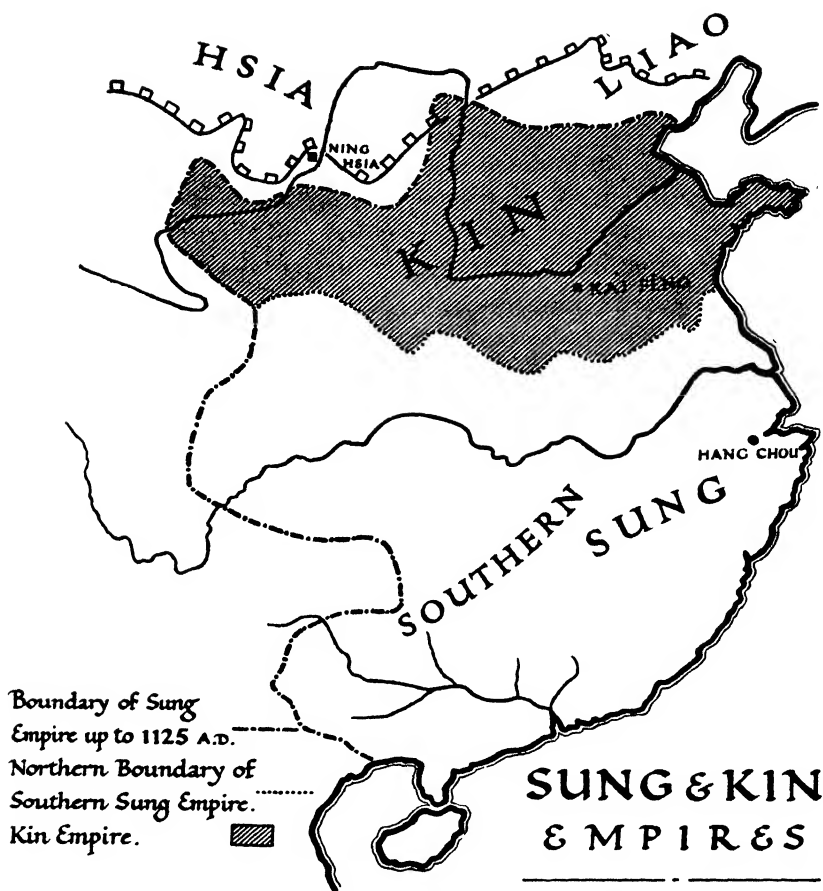 HSIA
LIAO
NING
HSIA
KIN
KAI FENG
HANG CHOU
SOUTHERN
SUNG
Boundary of Sung
Empire up to 1125 A.D.
Northern Boundary of
Southern Sung Empire.
Kin Empire.
SUNG & KIN
EMPIRES